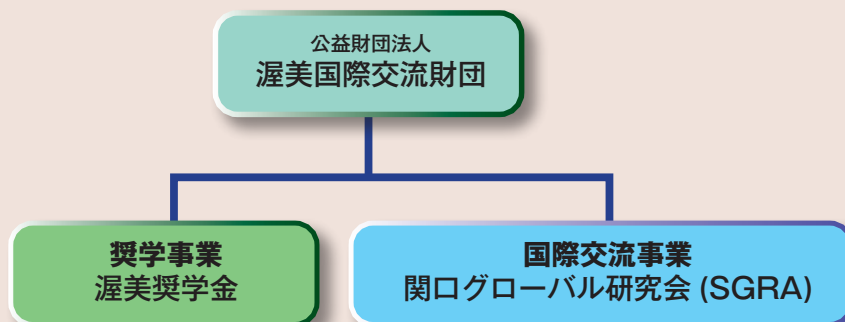 公益財団法人
渥美国際交流財団
奨学事業
渥美奨学金
国際交流事業
関口グローバル研究会 (SGRA)